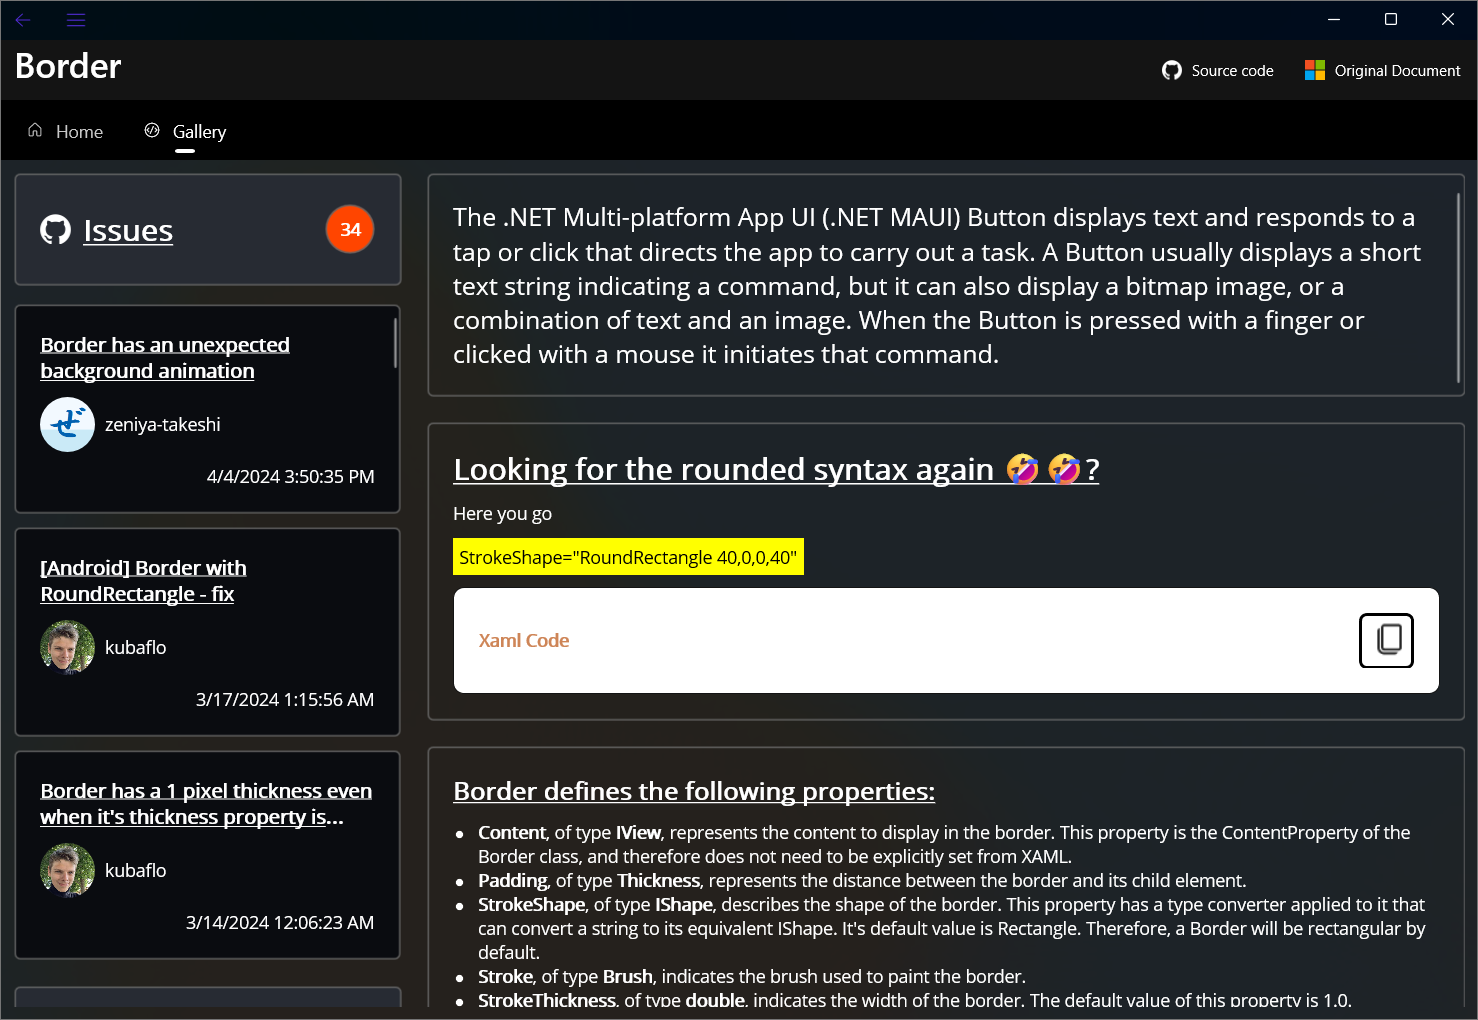 Border
Source code
Original Document
Home
Gallery
Issues
34
Border has an unexpected
background animation
ぜ
zeniya-takeshi
4/4/2024 3:50:35 PM
[Android] Border with
RoundRectangle - fix
kubaflo
3/17/2024 1:15:56 AM
Border has a 1 pixel thickness even
when it's thickness property is...
kubaflo
3/14/2024 12:06:23 AM
The .NET Multi-platform App UI (.NET MAUI) Button displays text and responds to a
tap or click that directs the app to carry out a task. A Button usually displays a short
text string indicating a command, but it can also display a bitmap image, or a
combination of text and an image. When the Button is pressed with a finger or
clicked with a mouse it initiates that command.
Looking for the rounded syntax again 🤣🤣?
Here you go
StrokeShape="RoundRectangle 40,0,0,40"
Xaml Code
Border defines the following properties:
• Content, of type IView, represents the content to display in the border. This property is the ContentProperty of the
Border class, and therefore does not need to be explicitly set from XAML.
• Padding, of type Thickness, represents the distance between the border and its child element.
• StrokeShape, of type IShape, describes the shape of the border. This property has a type converter applied to it that
can convert a string to its equivalent IShape. It's default value is Rectangle. Therefore, a Border will be rectangular by
default.
• Stroke, of type Brush, indicates the brush used to paint the border.
• StrokeThickness, of type double, indicates the width of the border. The default value of this property is 1.0.